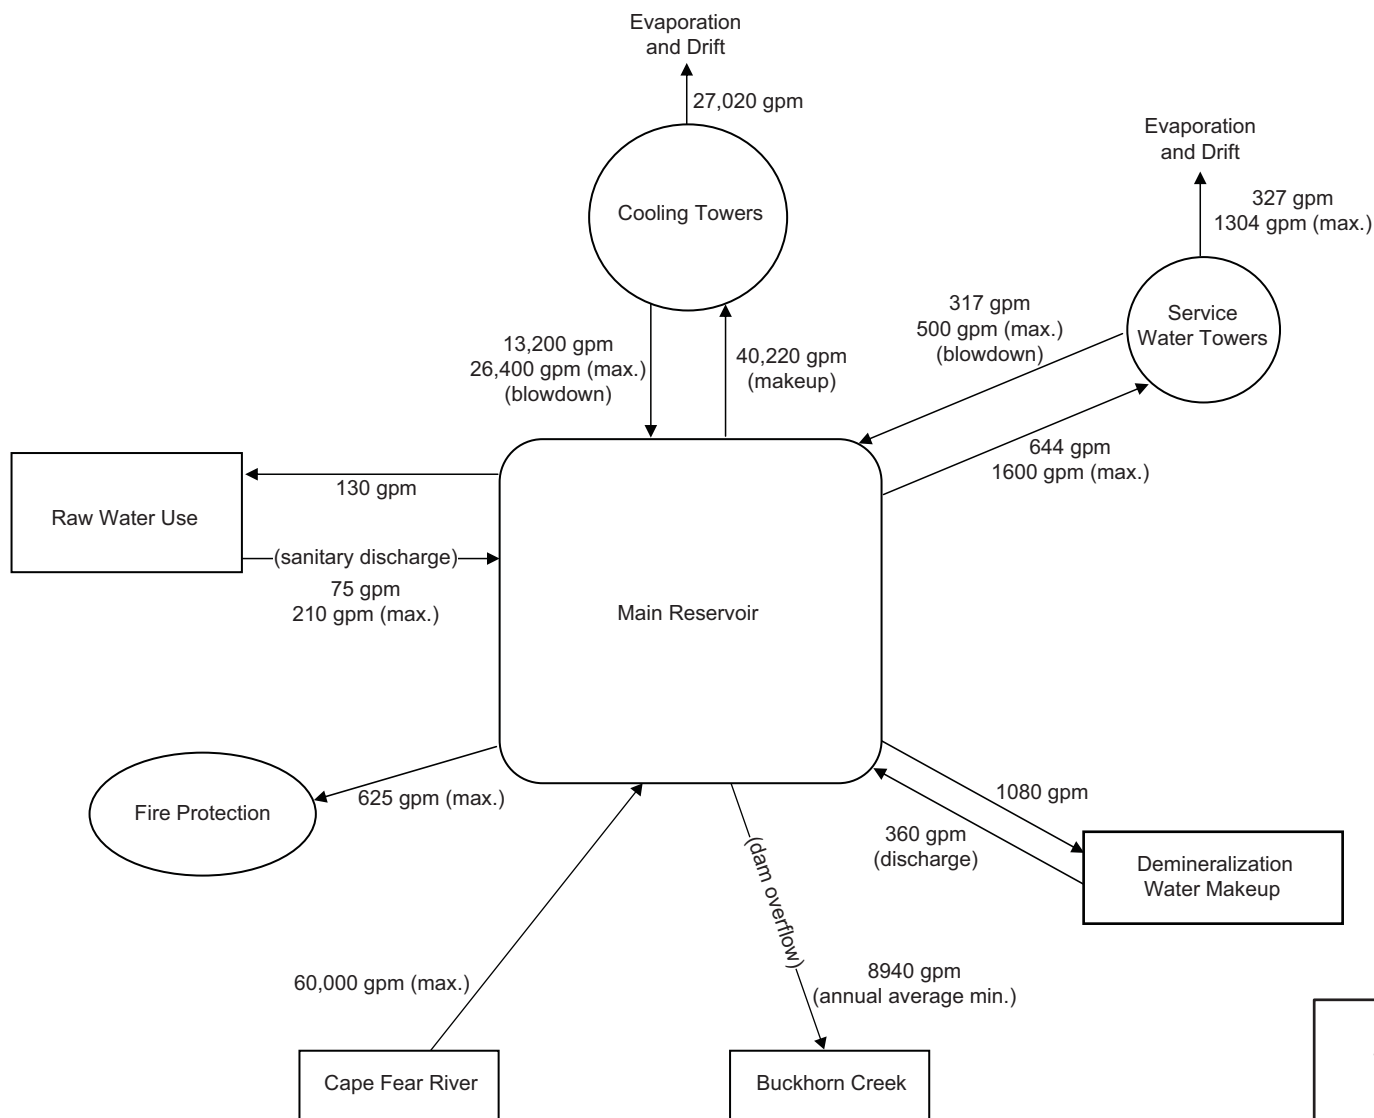 Evaporation
and Drift
27,020 gpm
Cooling Towers
Evaporation
and Drift
327 gpm
1304 gpm (max.)
Service
Water Towers
317 gpm
500 gpm (max.)
(blowdown)
13,200 gpm
26,400 gpm (max.)
(blowdown)
40,220 gpm
(makeup)
644 gpm
1600 gpm (max.)
130 gpm
Raw Water Use
(sanitary discharge)
75 gpm
210 gpm (max.)
Main Reservoir
Fire Protection
625 gpm (max.)
1080 gpm
360 gpm
(discharge)
Demineralization
Water Makeup
(dam overflow)
60,000 gpm (max.)
8940 gpm
(annual average min.)
Cape Fear River
Buckhorn Creek